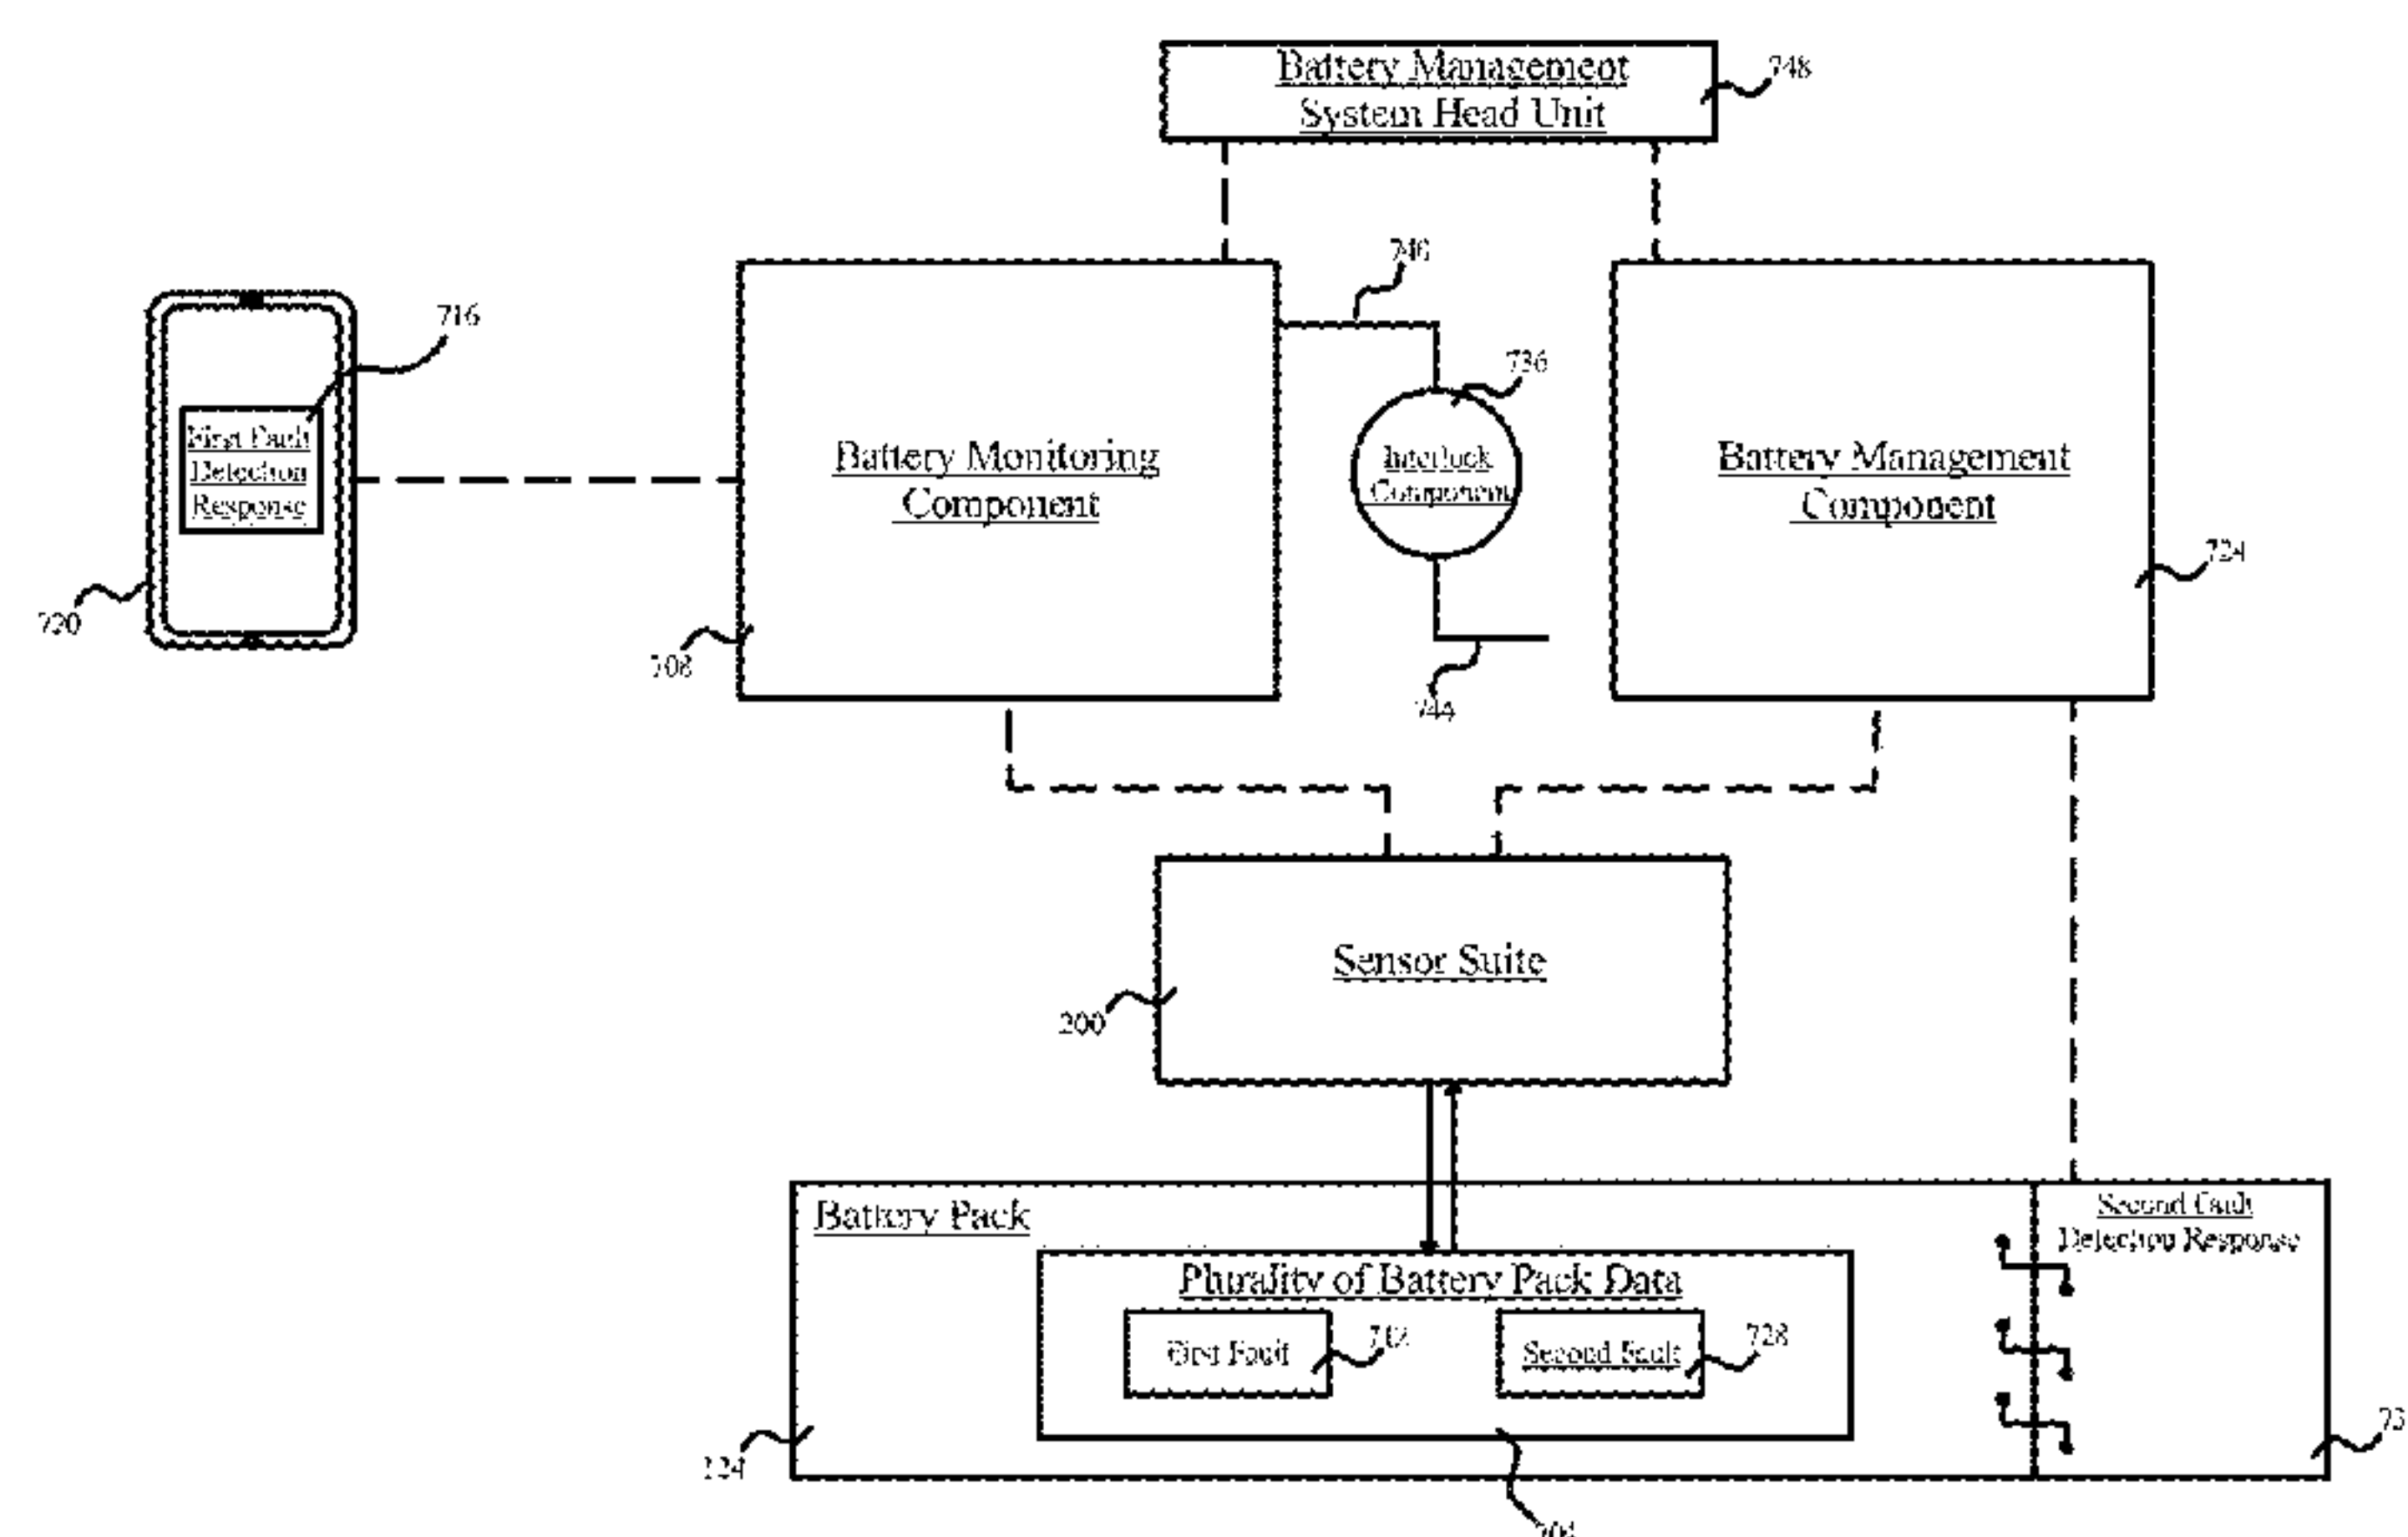 Battery Management
System Head Unit
748
740
716
736
First Fault
Detection
Response
Battery Monitoring
Component
Interlock
Component
Battery Management
Component
724
720
708
744
Sensor Suite
200
Battery Pack
Second Fault
Detection Response
Plurality of Battery Pack Data
First Fault
712
Second Fault
728
124